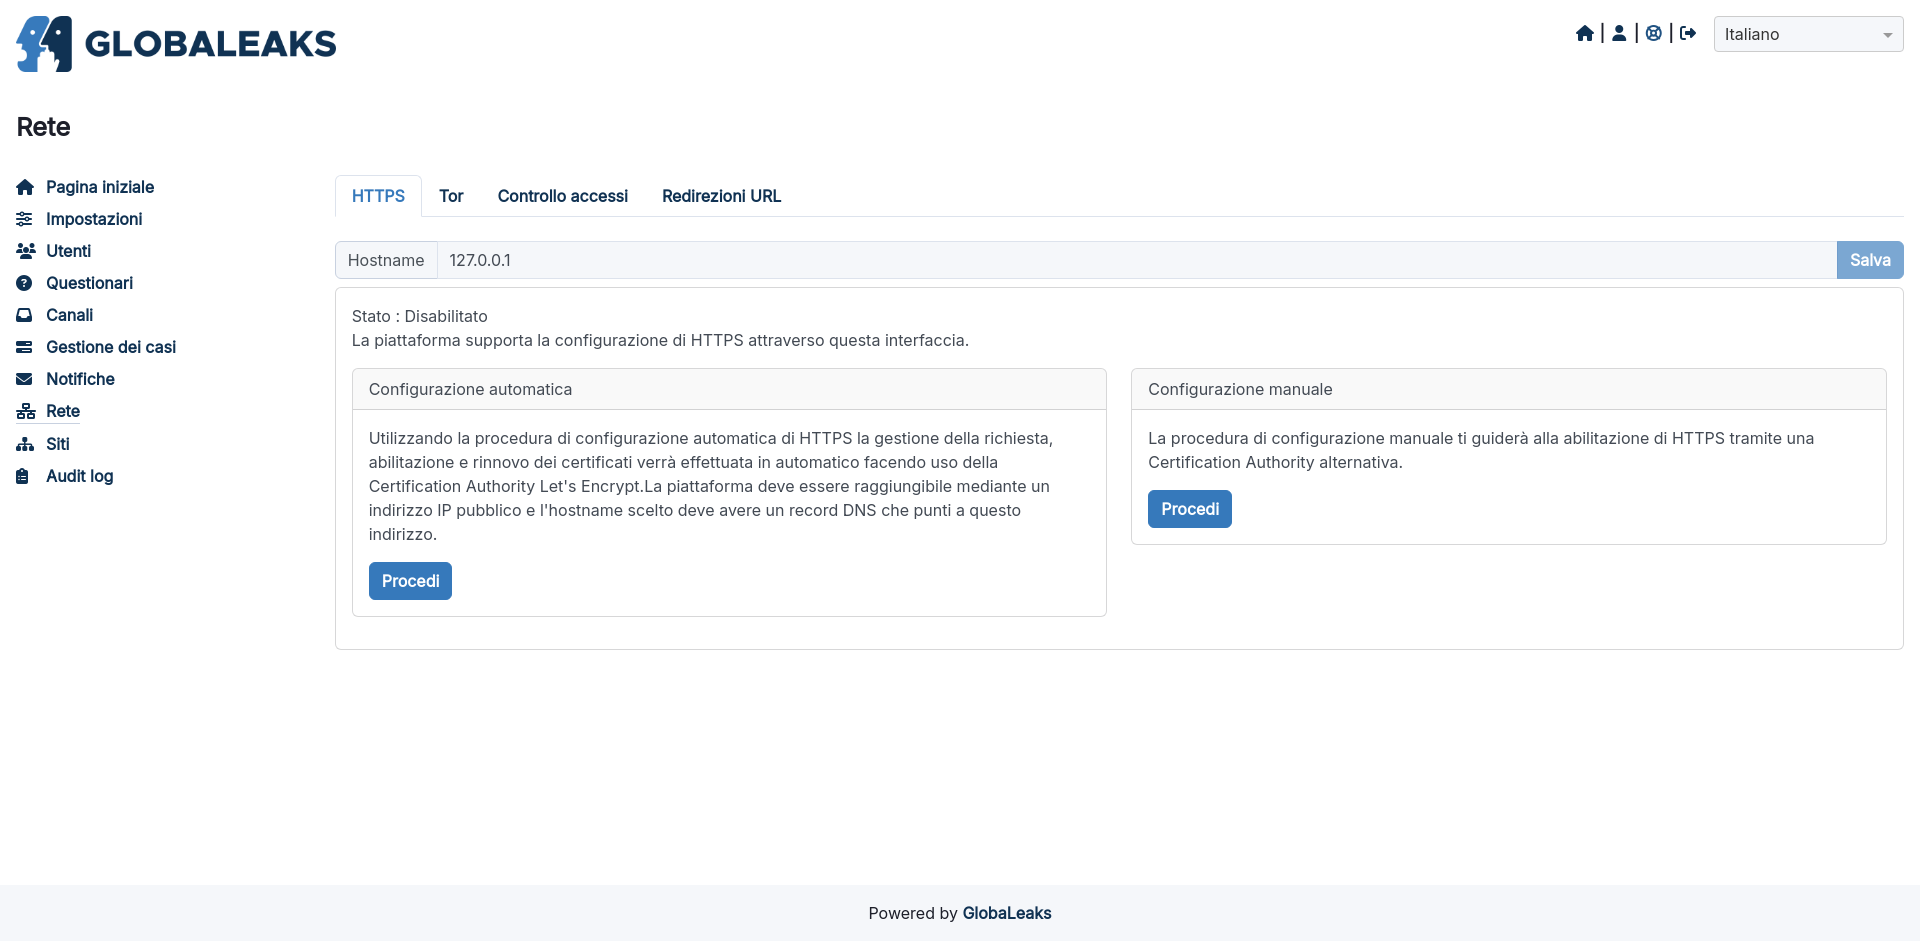 GLOBALEAKS
Italiano
Rete
Pagina iniziale
Impostazioni
Utenti
Questionari
Canali
Gestione dei casi
Notifiche
Rete
Siti
Audit log
HTTPS Tor Controllo accessi Redirezioni URL
Hostname 127.0.0.1 Salva
Stato : Disabilitato
La piattaforma supporta la configurazione di HTTPS attraverso questa interfaccia.
Configurazione automatica
Utilizzando la procedura di configurazione automatica di HTTPS la gestione della richiesta,
abilitazione e rinnovo dei certificati verrà effettuata in automatico facendo uso della
Certification Authority Let's Encrypt.La piattaforma deve essere raggiungibile mediante un
indirizzo IP pubblico e l'hostname scelto deve avere un record DNS che punti a questo
indirizzo.
Procedi
Configurazione manuale
La procedura di configurazione manuale ti guiderà alla abilitazione di HTTPS tramite una
Certification Authority alternativa.
Procedi
Powered by GlobaLeaks